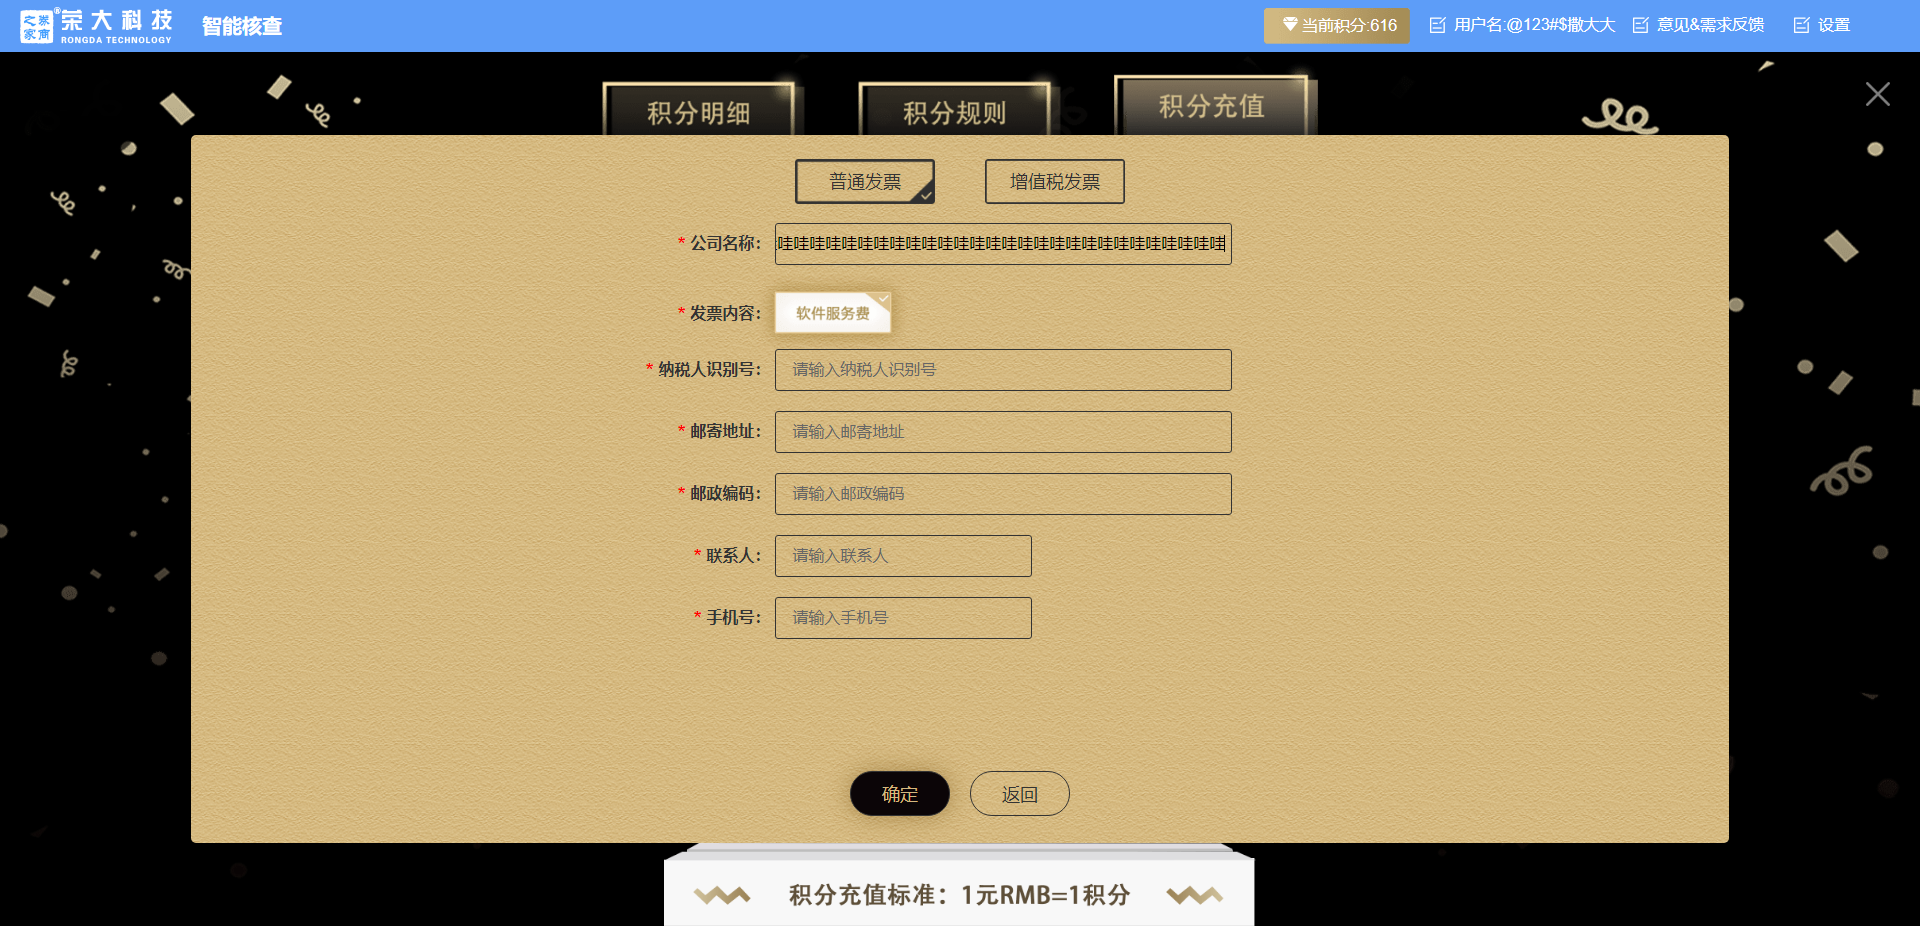 券商之家 ® 荣大科技
RONGDA TECHNOLOGY
智能核查
当前积分:616
用户名:@123#$撒大大
意见&需求反馈
设置
积分明细
积分规则
积分充值
普通发票
增值税发票
* 公司名称: 哇哇哇哇哇哇哇哇哇哇哇哇哇哇哇哇哇哇哇哇哇哇哇哇哇哇哇哇
* 发票内容: 软件服务费
* 纳税人识别号: 请输入纳税人识别号
* 邮寄地址: 请输入邮寄地址
* 邮政编码: 请输入邮政编码
* 联系人: 请输入联系人
* 手机号: 请输入手机号
确定
返回
积分充值标准：1元RMB=1积分